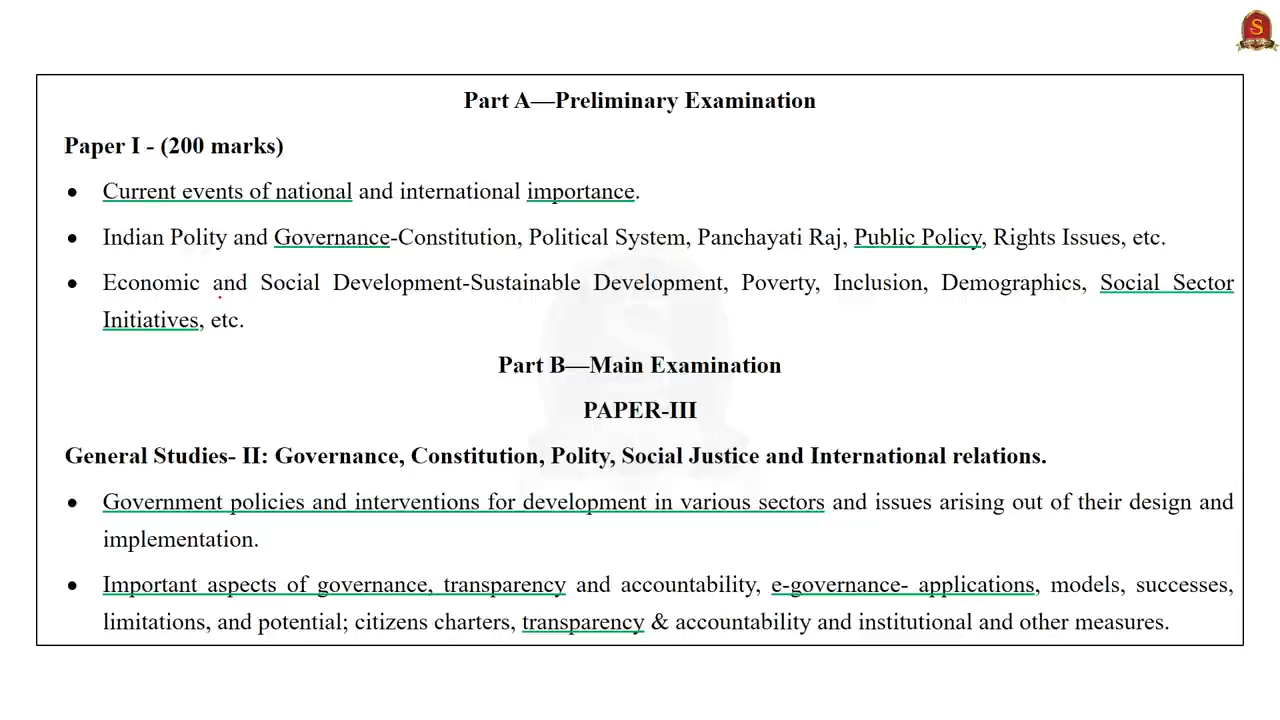 S
Part A—Preliminary Examination
Paper I - (200 marks)
● Current events of national and international importance.
● Indian Polity and Governance-Constitution, Political System, Panchayati Raj, Public Policy, Rights Issues, etc.
● Economic and Social Development-Sustainable Development, Poverty, Inclusion, Demographics, Social Sector
Initiatives, etc.
Part B—Main Examination
PAPER-III
General Studies- II: Governance, Constitution, Polity, Social Justice and International relations.
● Government policies and interventions for development in various sectors and issues arising out of their design and
implementation.
● Important aspects of governance, transparency and accountability, e-governance- applications, models, successes,
limitations, and potential; citizens charters, transparency & accountability and institutional and other measures.